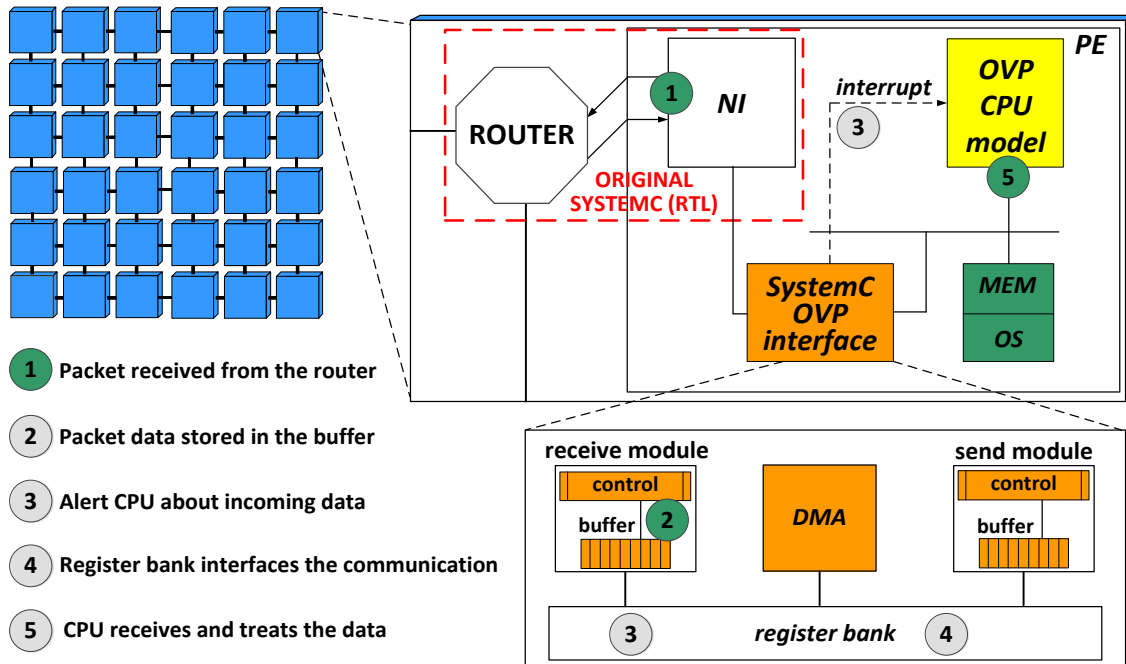 PE
OVP
CPU
model
interrupt
3
5
1
NI
ROUTER
ORIGINAL
SYSTEMC (RTL)
SystemC
OVP
interface
MEM
OS
1 Packet received from the router
2 Packet data stored in the buffer
3 Alert CPU about incoming data
4 Register bank interfaces the communication
5 CPU receives and treats the data
receive module
control
buffer
2
DMA
send module
control
buffer
3
register bank
4